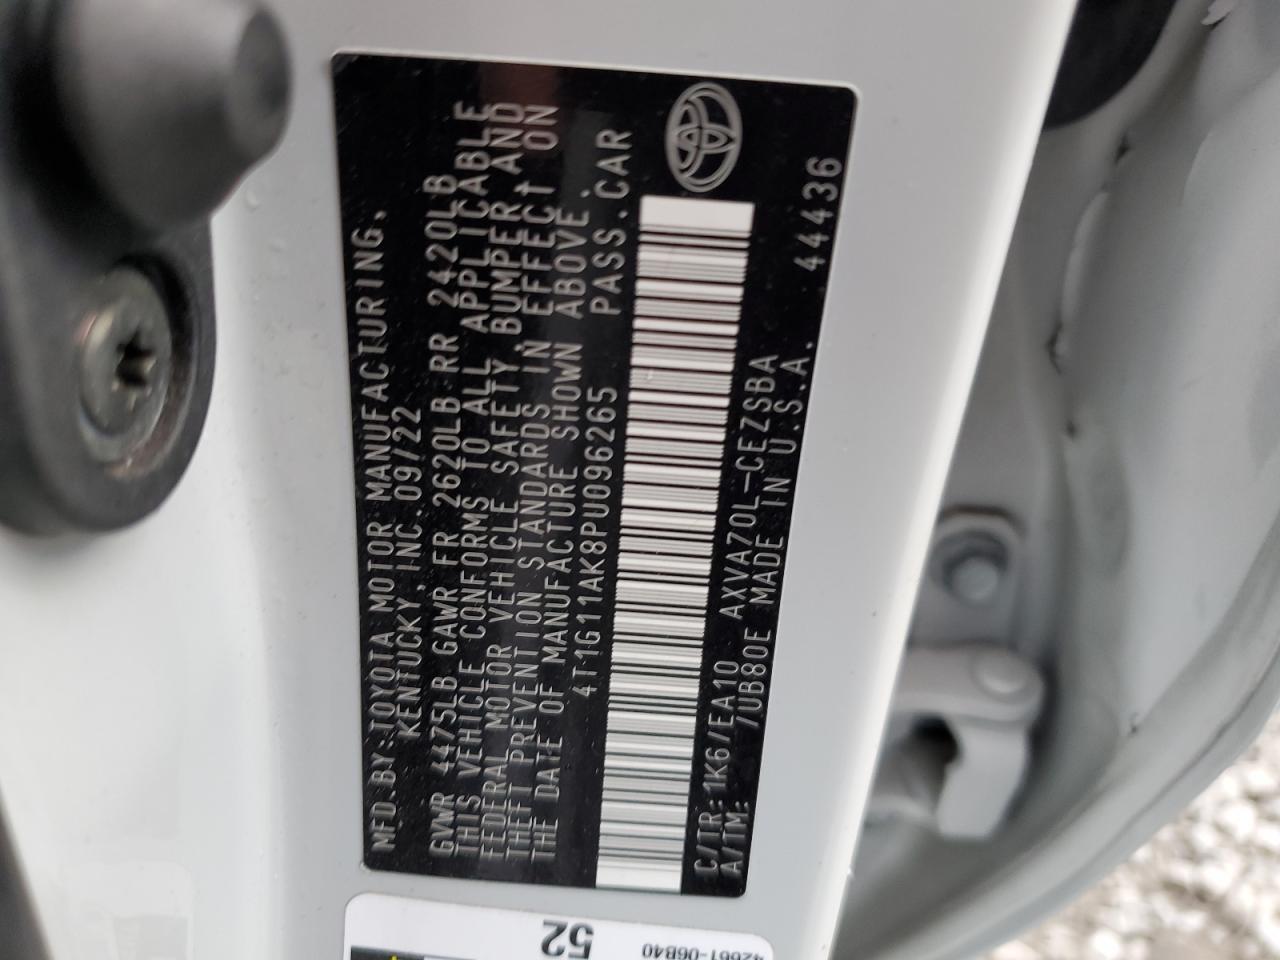 MFD BY: TOYOTA MOTOR MANUFACTURING,
KENTUCKY, INC. 09/22
GVWR 4475LB GAWR FR 2620LB RR 2420LB
THIS VEHICLE CONFORMS TO ALL APPLICABLE
FEDERAL MOTOR VEHICLE SAFETY, BUMPER, AND
THEFT PREVENTION STANDARDS IN EFFECT ON
THE DATE OF MANUFACTURE SHOWN ABOVE.
4T1G11AK8PU096265 PASS.CAR
C/TR: 1K6/EA10 AXVA70L-CEZSBA
A/TM: /UB80E MADE IN U.S.A. 44436
52
42661-06B40